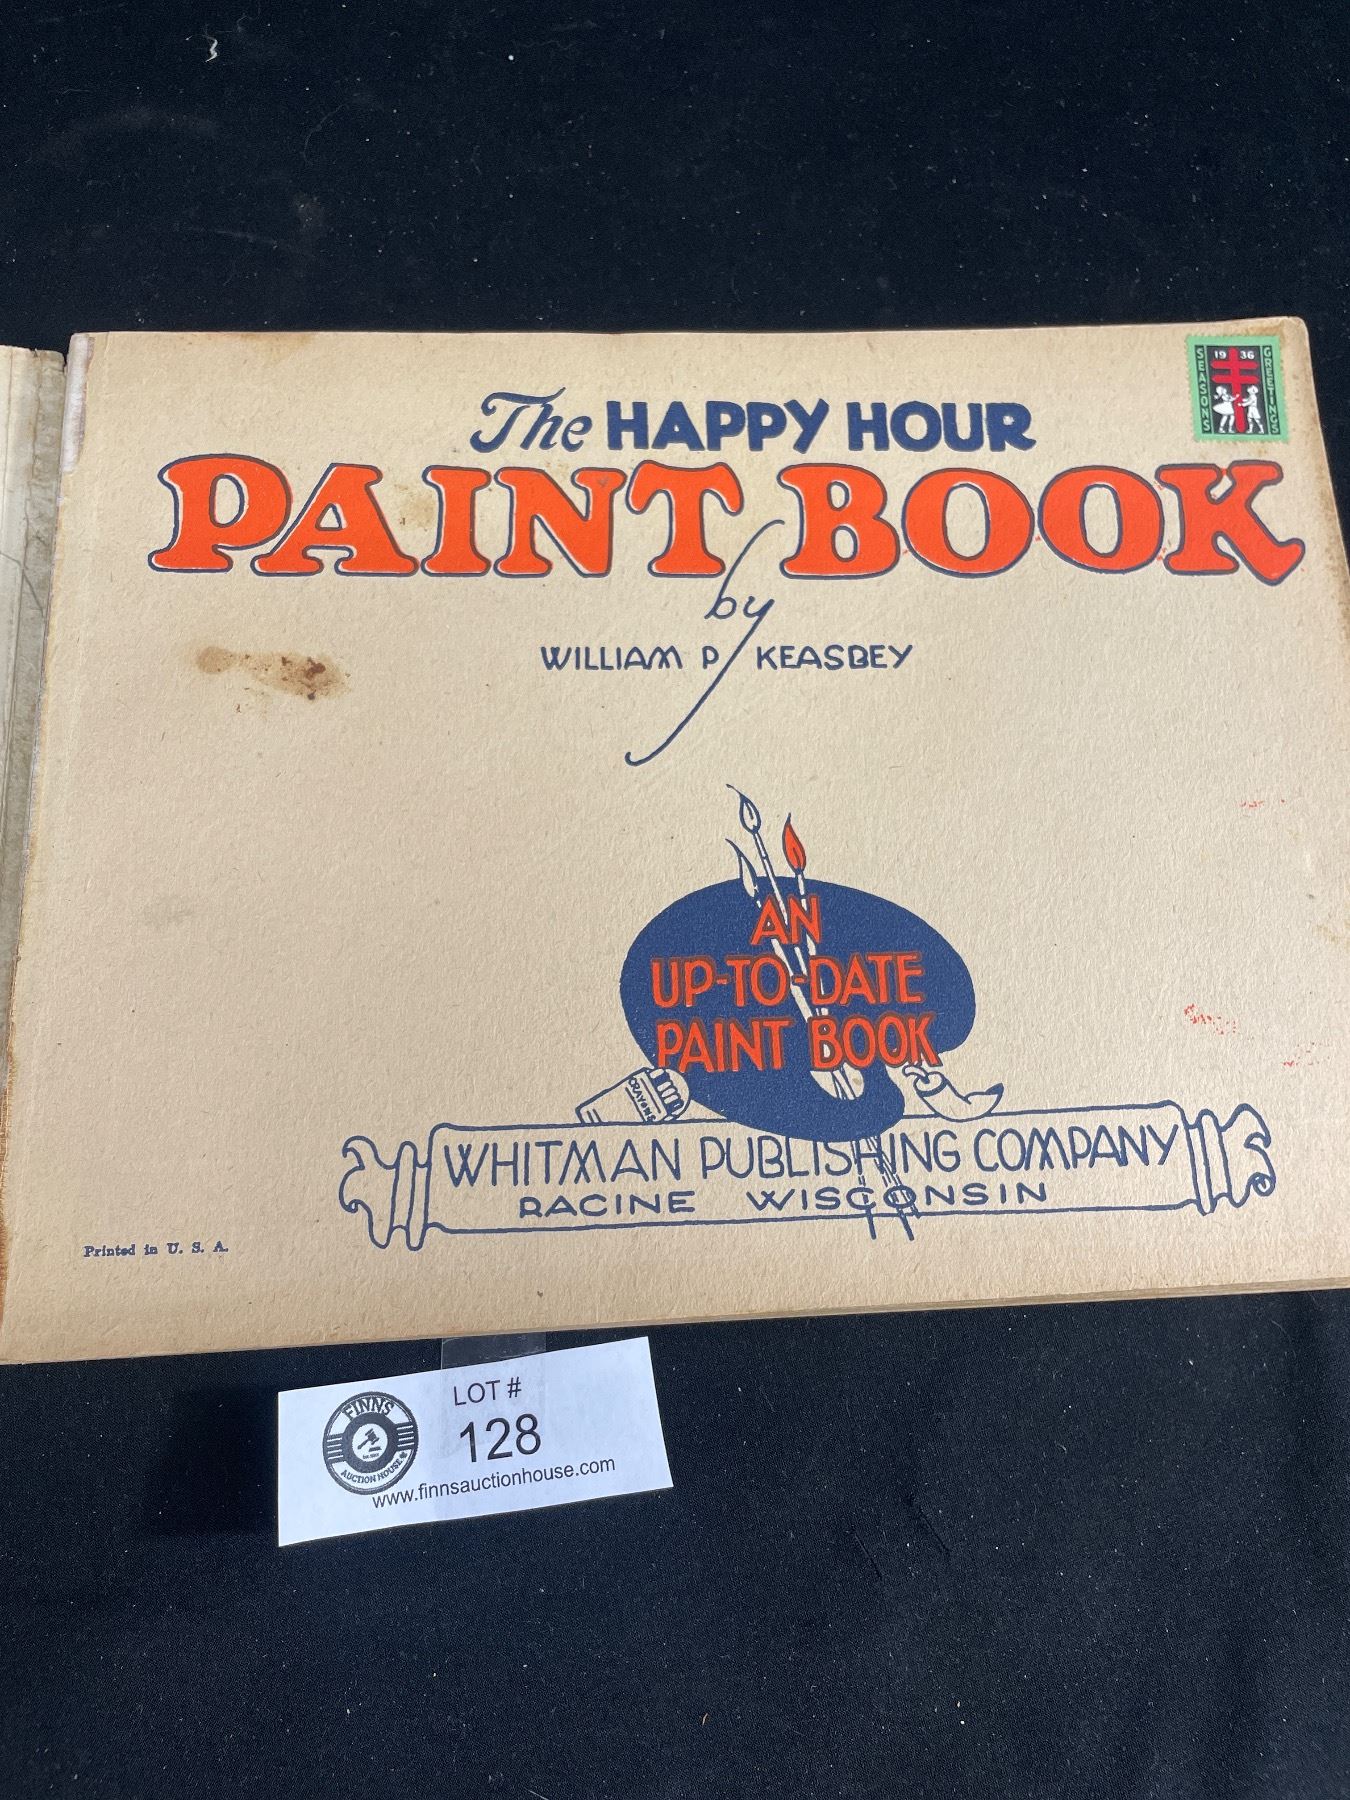 The HAPPY HOUR
PAINT BOOK
by
WILLIAM P KEASBEY
SEASONS
19 36
GREETINGS
AN
UP-TO-DATE
PAINT BOOK
CRAYONS
WHITMAN PUBLISHING COMPANY
RACINE WISCONSIN
Printed in U. S. A.
FINNS
AUCTION HOUSE
LOT #
128
www.finnsauctionhouse.com